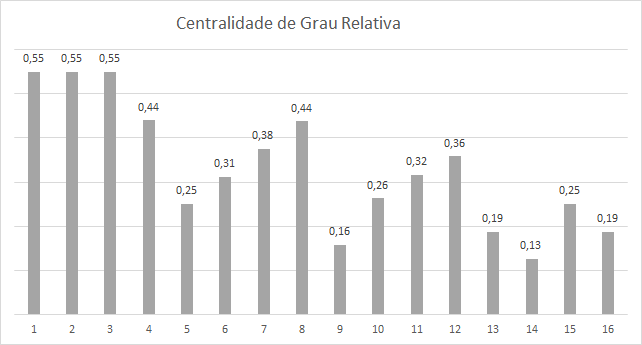 Centralidade de Grau Relativa
0,55 0,55 0,55 0,44 0,25 0,31 0,38 0,44 0,16 0,26 0,32 0,36 0,19 0,13 0,25 0,19
1 2 3 4 5 6 7 8 9 10 11 12 13 14 15 16